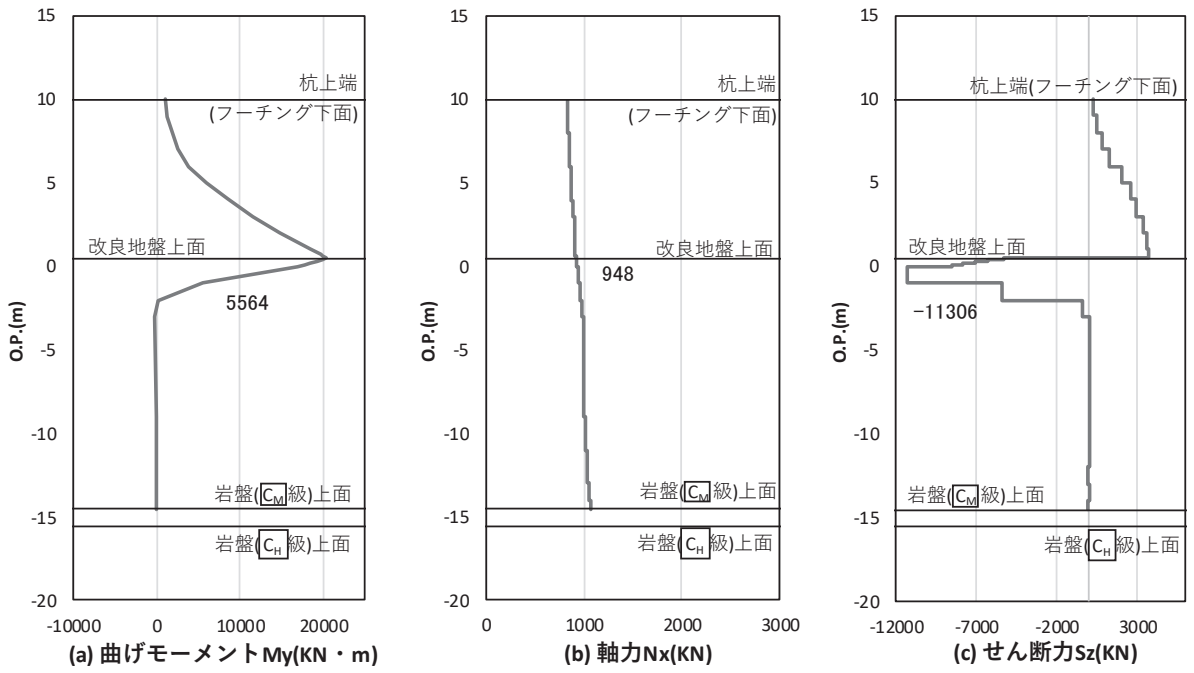 15
10
5
0
-5
-10
-15
-20
O.P.(m)
杭上端
(フーチング下面)
改良地盤上面
5564
岩盤(CM級)上面
岩盤(CH級)上面
-10000 0 10000 20000
(a) 曲げモーメントMy(KN・m)
15
10
5
0
-5
-10
-15
-20
O.P.(m)
杭上端
(フーチング下面)
改良地盤上面
948
岩盤(CM級)上面
岩盤(CH級)上面
0 1000 2000 3000
(b) 軸力Nx(KN)
15
10
5
0
-5
-10
-15
-20
O.P.(m)
杭上端(フーチング下面)
改良地盤上面
-11306
岩盤(CM級)上面
岩盤(CH級)上面
-12000 -7000 -2000 3000
(c) せん断力Sz(KN)